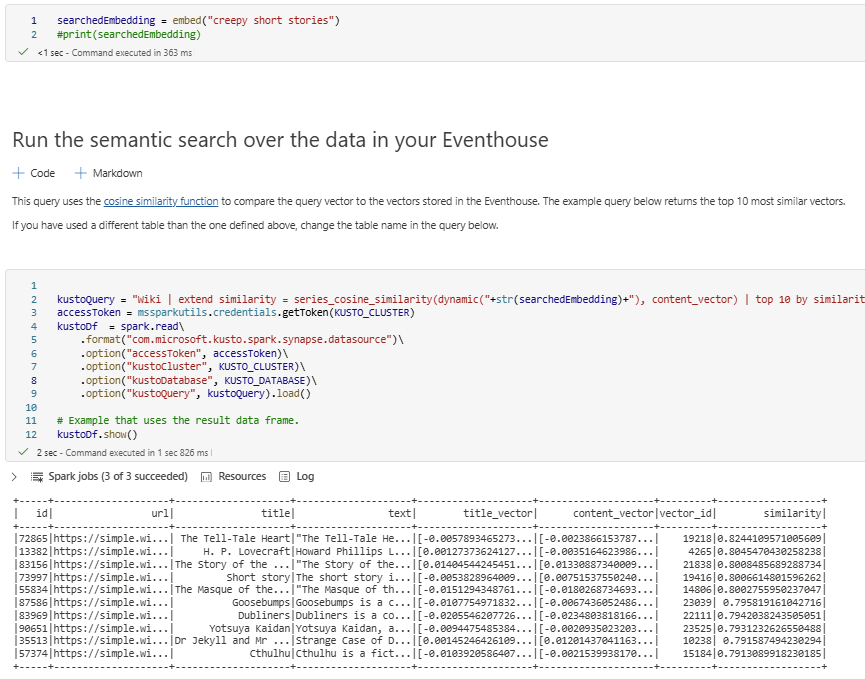 1 searchedEmbedding = embed("creepy short stories")
2 #print(searchedEmbedding)
<1 sec - Command executed in 363 ms
Run the semantic search over the data in your Eventhouse
+ Code + Markdown
This query uses the cosine similarity function to compare the query vector to the vectors stored in the Eventhouse. The example query below returns the top 10 most similar vectors.
If you have used a different table than the one defined above, change the table name in the query below.
1
2 kustoQuery = "Wiki | extend similarity = series_cosine_similarity(dynamic("+str(searchedEmbedding)+"), content_vector) | top 10 by similarit
3 accessToken = mssparkutils.credentials.getToken(KUSTO_CLUSTER)
4 kustoDf  = spark.read\
5 .format("com.microsoft.kusto.spark.synapse.datasource")\
6 .option("accessToken", accessToken)\
7 .option("kustoCluster", KUSTO_CLUSTER)\
8 .option("kustoDatabase", KUSTO_DATABASE)\
9 .option("kustoQuery", kustoQuery).load()
10
11 # Example that uses the result data frame.
12 kustoDf.show()
2 sec - Command executed in 1 sec 826 ms
Spark jobs (3 of 3 succeeded) Resources Log
+-----+--------------------+--------------------+--------------------+--------------------+--------------------+---------+------------------+
|   id|                 url|               title|                text|        title_vector|      content_vector|vector_id|        similarity|
+-----+--------------------+--------------------+--------------------+--------------------+--------------------+---------+------------------+
|72865|https://simple.wi...| The Tell-Tale Heart|"The Tell-Tale He...|[-0.0057893465273...|[-0.0023866153787...|    19218|0.8244109571005609|
|13382|https://simple.wi...|     H. P. Lovecraft|Howard Phillips L...|[0.00127373624127...|[-0.0035164623986...|     4265|0.8045470430258238|
|83156|https://simple.wi...|The Story of the ...|"The Story of the...|[0.01404544245451...|[0.01330887340009...|    21838|0.8008485689288734|
|73997|https://simple.wi...|         Short story|The short story i...|[-0.0053828964009...|[0.00751537550240...|    19416|0.8006614801596262|
|55834|https://simple.wi...|The Masque of the...|"The Masque of th...|[-0.0151294348761...|[-0.0180268734693...|    14806|0.8002755950237047|
|87586|https://simple.wi...|          Goosebumps|Goosebumps is a c...|[-0.0107754971832...|[-0.0067436052486...|    23039| 0.795819161042716|
|83969|https://simple.wi...|           Dubliners|Dubliners is a co...|[-0.0205546207726...|[-0.0234803818166...|    22111|0.7942038243505051|
|90651|https://simple.wi...|      Yotsuya Kaidan|Yotsuya Kaidan, a...|[-0.0094475485384...|[-0.0020935023203...|    23525|0.7931232626550488|
|35513|https://simple.wi...|Dr Jekyll and Mr ...|Strange Case of D...|[0.00145246426109...|[0.01201437041163...|    10238| 0.791587494230294|
|57374|https://simple.wi...|             Cthulhu|Cthulhu is a fict...|[-0.0103920586407...|[-0.0021539938170...|    15184|0.7913089918230185|
+-----+--------------------+--------------------+--------------------+--------------------+--------------------+---------+------------------+